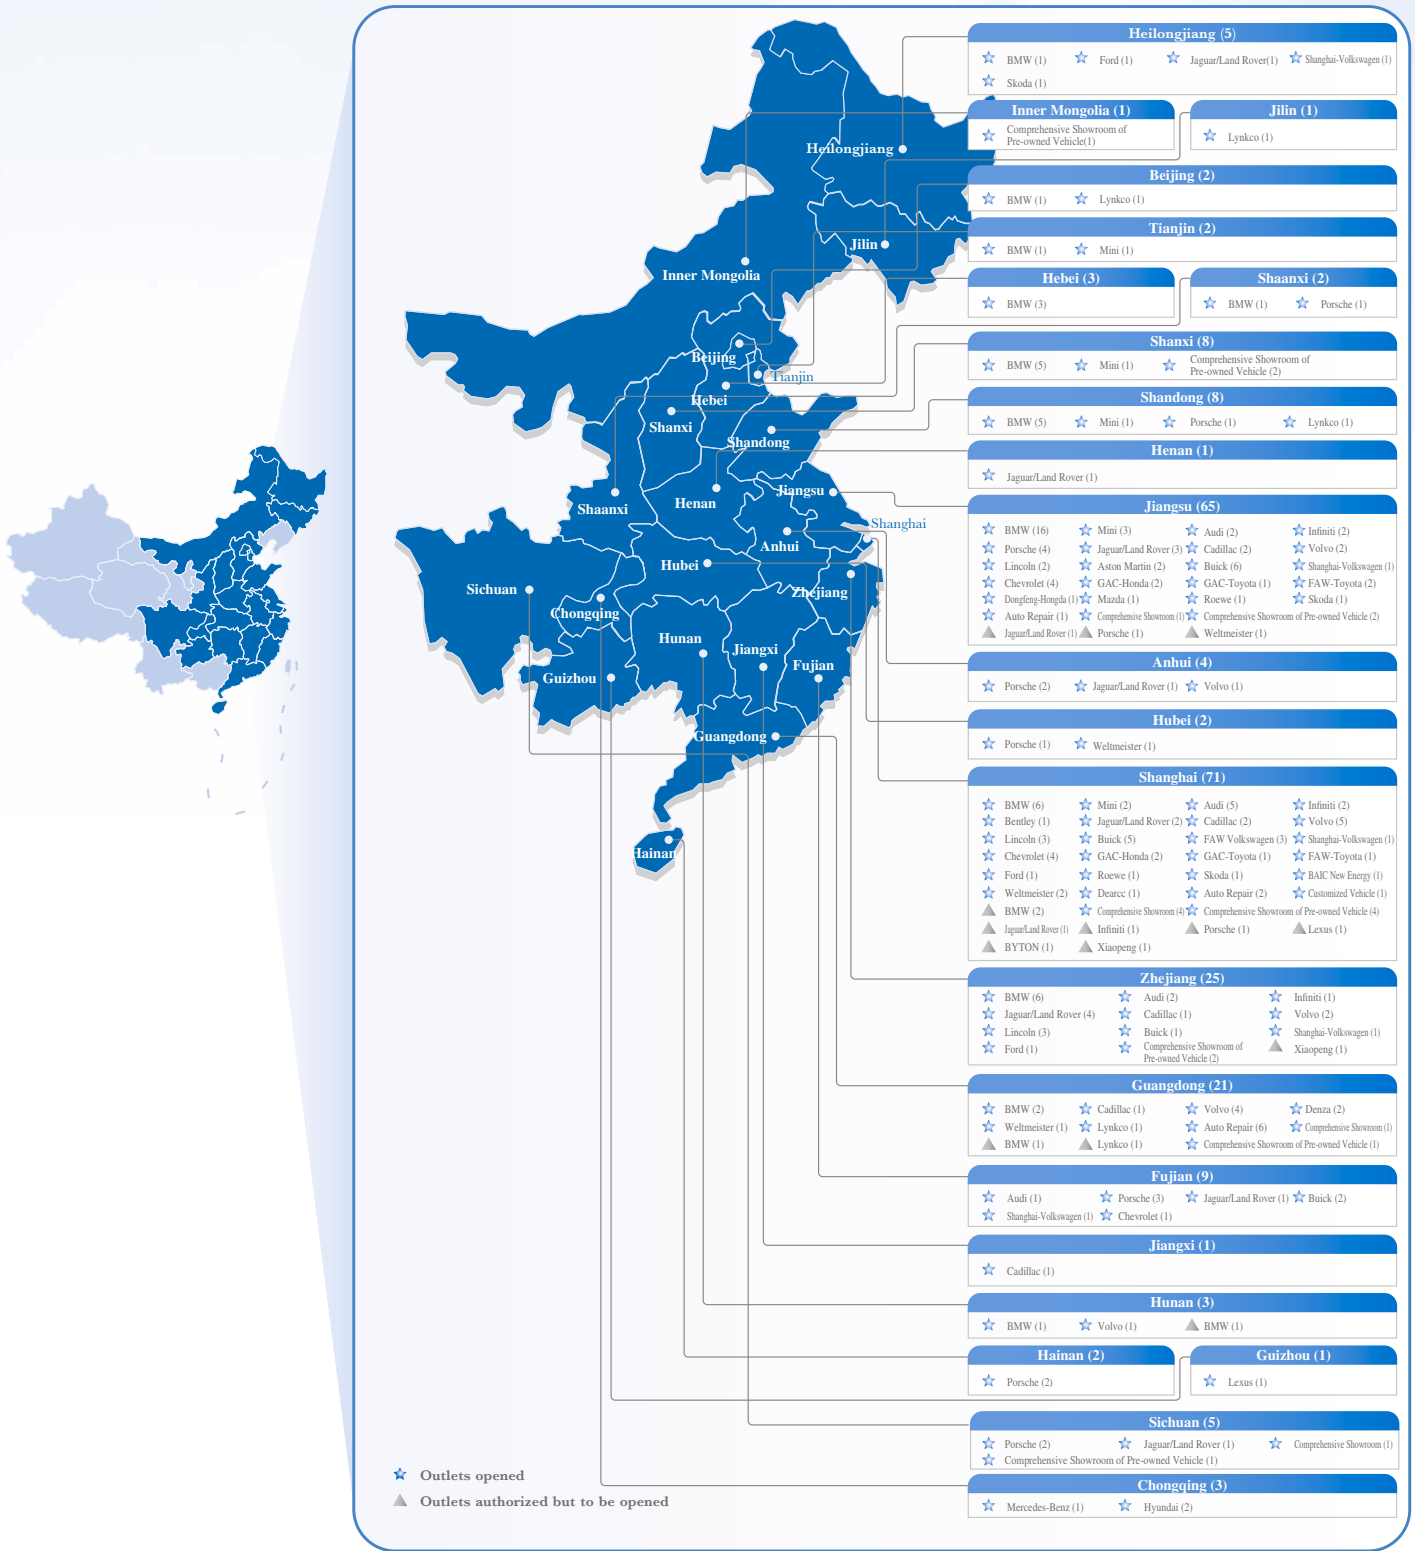 Heilongjiang (5)
BMW (1) Ford (1) Jaguar/Land Rover(1) Shanghai-Volkswagen (1)
Skoda (1)
Inner Mongolia (1)
Comprehensive Showroom of
Pre-owned Vehicle(1)
Jilin (1)
Lynkco (1)
Beijing (2)
BMW (1) Lynkco (1)
Tianjin (2)
BMW (1) Mini (1)
Hebei (3)
BMW (3)
Shaanxi (2)
BMW (1) Porsche (1)
Shanxi (8)
BMW (5) Mini (1) Comprehensive Showroom of
Pre-owned Vehicle (2)
Shandong (8)
BMW (5) Mini (1) Porsche (1) Lynkco (1)
Henan (1)
Jaguar/Land Rover (1)
Jiangsu (65)
BMW (16) Mini (3) Audi (2) Infiniti (2)
Porsche (4) Jaguar/Land Rover (3) Cadillac (2) Volvo (2)
Lincoln (2) Aston Martin (2) Buick (6) Shanghai-Volkswagen (1)
Chevrolet (4) GAC-Honda (2) GAC-Toyota (1) FAW-Toyota (2)
Dongfeng-Hongda (1) Mazda (1) Roewe (1) Skoda (1)
Auto Repair (1) Comprehensive Showroom (1) Comprehensive Showroom of Pre-owned Vehicle (2)
Jaguar/Land Rover (1) Porsche (1) Weltmeister (1)
Anhui (4)
Porsche (2) Jaguar/Land Rover (1) Volvo (1)
Hubei (2)
Porsche (1) Weltmeister (1)
Shanghai (71)
BMW (6) Mini (2) Audi (5) Infiniti (2)
Bentley (1) Jaguar/Land Rover (2) Cadillac (2) Volvo (5)
Lincoln (3) Buick (5) FAW Volkswagen (3) Shanghai-Volkswagen (1)
Chevrolet (4) GAC-Honda (2) GAC-Toyota (1) FAW-Toyota (1)
Ford (1) Roewe (1) Skoda (1) BAIC New Energy (1)
Weltmeister (2) Dearcc (1) Auto Repair (2) Customized Vehicle (1)
BMW (2) Comprehensive Showroom (4) Comprehensive Showroom of Pre-owned Vehicle (4)
Jaguar/Land Rover (1) Infiniti (1) Porsche (1) Lexus (1)
BYTON (1) Xiaopeng (1)
Zhejiang (25)
BMW (6) Audi (2) Infiniti (1)
Jaguar/Land Rover (4) Cadillac (1) Volvo (2)
Lincoln (3) Buick (1) Shanghai-Volkswagen (1)
Ford (1) Comprehensive Showroom of
Pre-owned Vehicle (2) Xiaopeng (1)
Guangdong (21)
BMW (2) Cadillac (1) Volvo (4) Denza (2)
Weltmeister (1) Lynkco (1) Auto Repair (6) Comprehensive Showroom (1)
BMW (1) Lynkco (1) Comprehensive Showroom of Pre-owned Vehicle (1)
Fujian (9)
Audi (1) Porsche (3) Jaguar/Land Rover (1) Buick (2)
Shanghai-Volkswagen (1) Chevrolet (1)
Jiangxi (1)
Cadillac (1)
Hunan (3)
BMW (1) Volvo (1) BMW (1)
Hainan (2)
Porsche (2)
Guizhou (1)
Lexus (1)
Sichuan (5)
Porsche (2) Jaguar/Land Rover (1) Comprehensive Showroom (1)
Comprehensive Showroom of Pre-owned Vehicle (1)
Chongqing (3)
Mercedes-Benz (1) Hyundai (2)
Heilongjiang
Jilin
Inner Mongolia
Beijing
Tianjin
Hebei
Shanxi
Shandong
Jiangsu
Henan
Shaanxi
Shanghai
Anhui
Hubei
Sichuan
Zhejiang
Chongqing
Hunan
Jiangxi
Fujian
Guizhou
Guangdong
Hainan
Outlets opened
Outlets authorized but to be opened